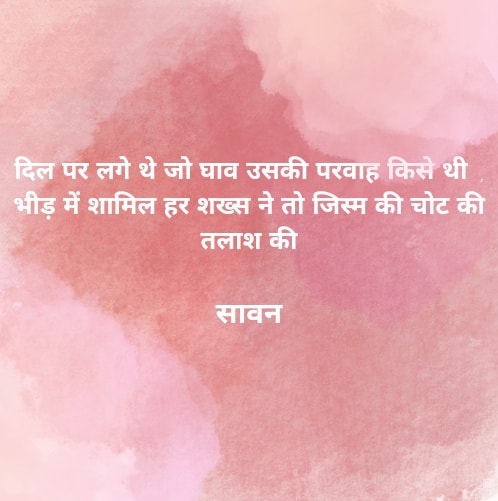 दिल पर लगे थे जो घाव उसकी परवाह किसे थी
भीड़ में शामिल हर शख्स ने तो जिस्म की चोट की
तलाश की
सावन